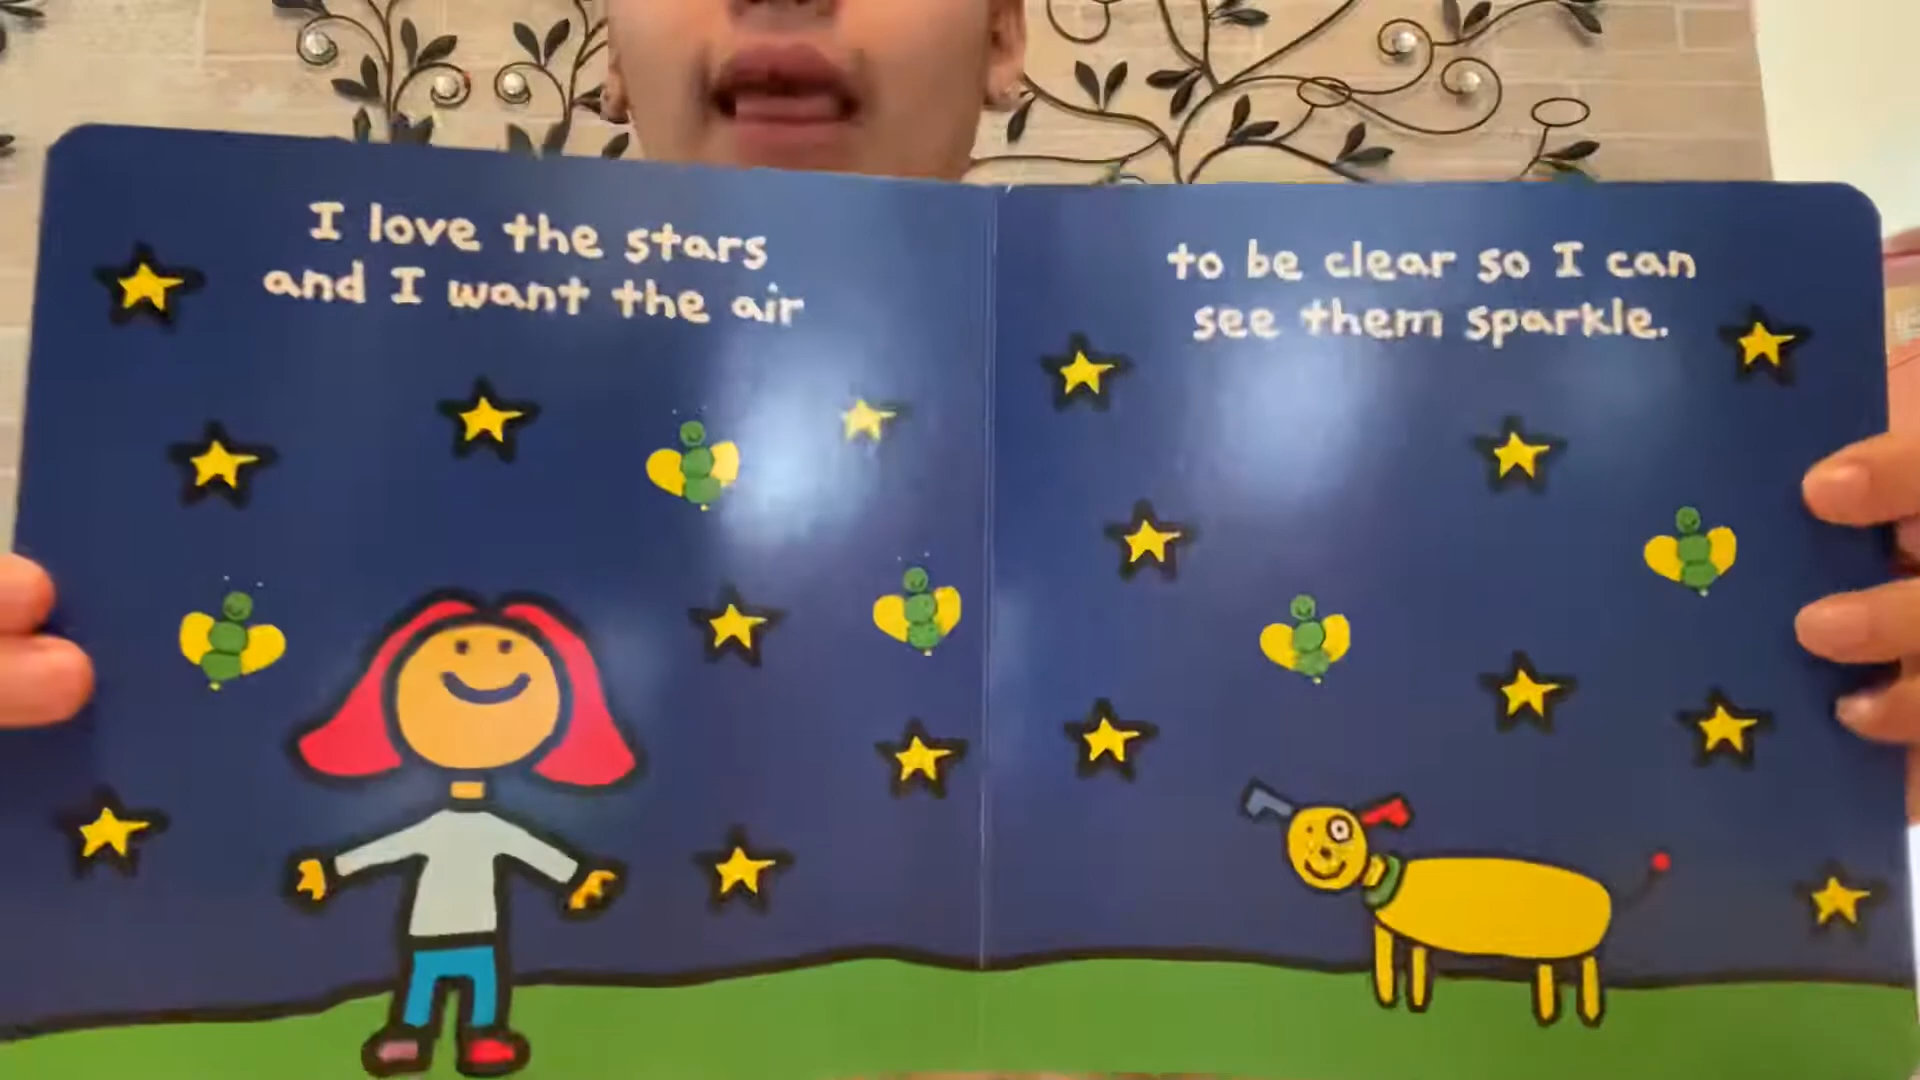 I love the stars
and I want the air
to be clear so I can
see them sparkle.